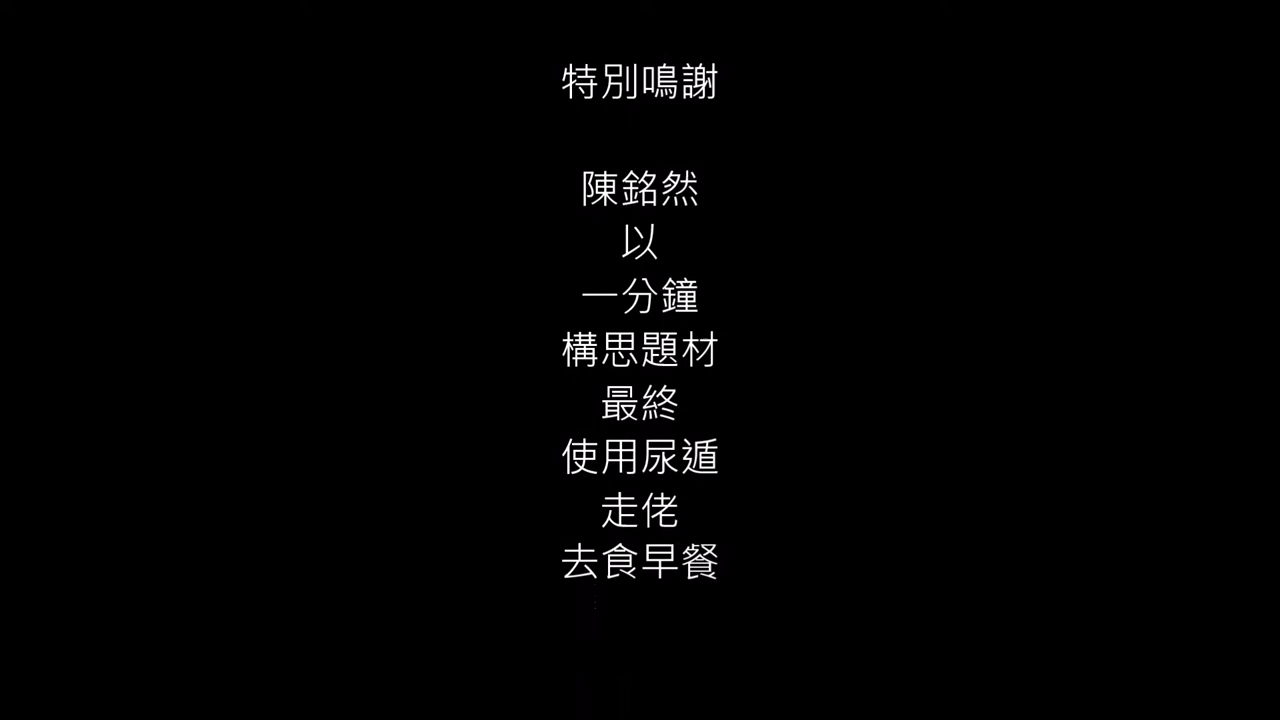 特別鳴謝
陳銘然
以
一分鐘
構思題材
最終
使用尿遁
走佬
去食早餐